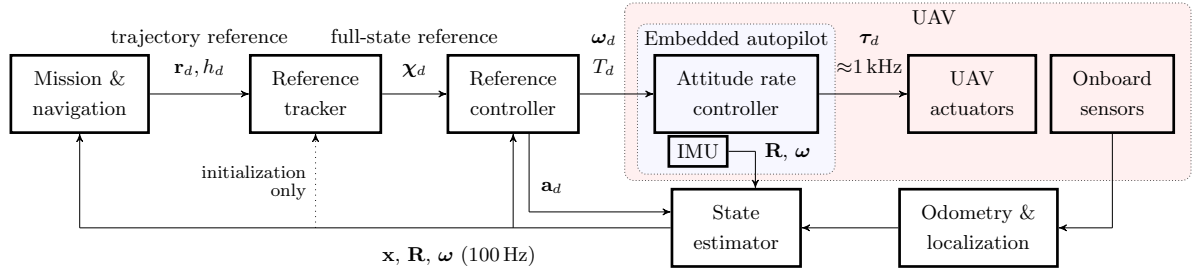 UAV
Embedded autopilot
trajectory reference
𝐫_d, h_d
full-state reference
𝝌_d
𝝎_d
T_d
𝝉_d
≈1 kHz
Mission &
navigation
Reference
tracker
Reference
controller
Attitude rate
controller
UAV
actuators
Onboard
sensors
IMU
𝐑, 𝝎
initialization
only
𝐚_d
State
estimator
Odometry &
localization
𝐱, 𝐑, 𝝎 (100 Hz)